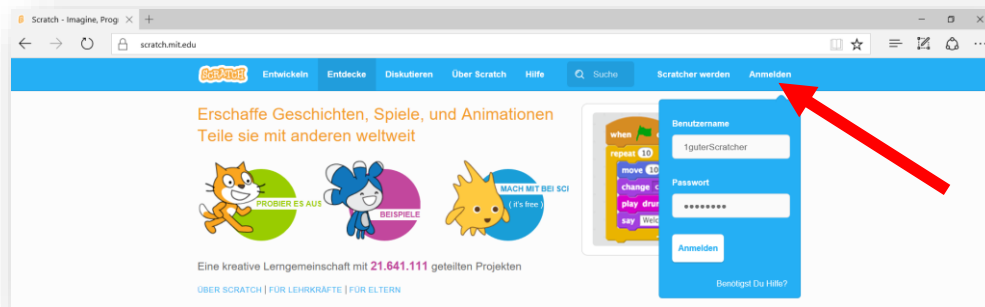 Scratch - Imagine, Prog
scratch.mit.edu
SCRATCH Entwickeln Entdecke Diskutieren Über Scratch Hilfe Suche Scratcher werden Anmelden
Erschaffe Geschichten, Spiele, und Animationen
Teile sie mit anderen weltweit
PROBIER ES AUS
BEISPIELE
MACH MIT BEI SCI
( it's free )
when
repeat 10
move 10
change
play drum
say Welc
Benutzername
1guterScratcher
Passwort
Anmelden
Benötigst Du Hilfe?
Eine kreative Lerngemeinschaft mit 21.641.111 geteilten Projekten
ÜBER SCRATCH | FÜR LEHRKRÄFTE | FÜR ELTERN